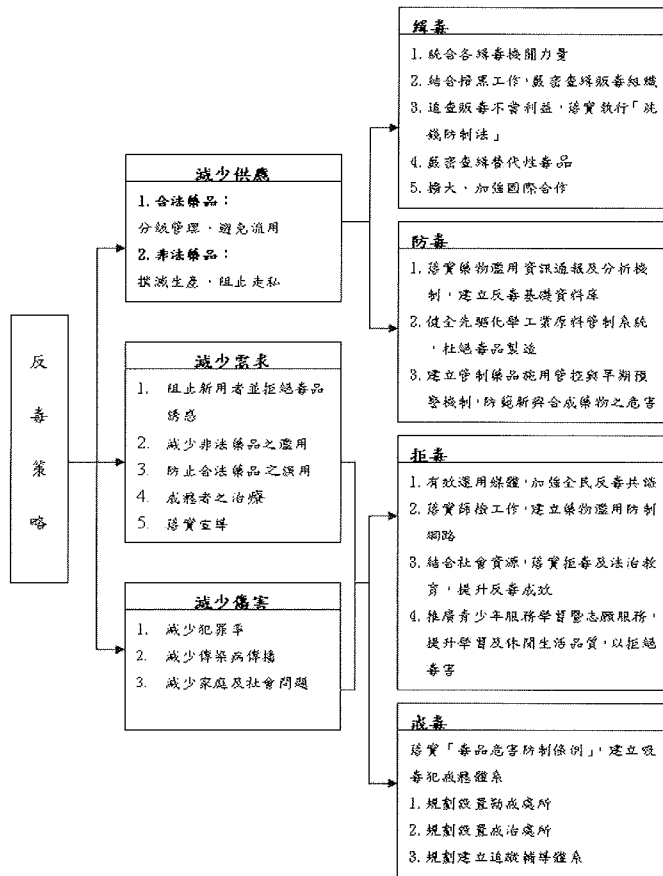 反
毒
策
略
減少供應
1. 合法藥品：
分級管理、避免流用
2. 非法藥品：
撲滅生產、阻止走私
減少需求
1. 阻止新用者並拒絕毒品
誘惑
2. 減少非法藥品之濫用
3. 防止合法藥品之誤用
4. 成癮者之治療
5. 落實宣導
減少傷害
1. 減少犯罪率
2. 減少傳染病傳播
3. 減少家庭及社會問題
緝毒
1. 統合各緝毒機關力量
2. 結合掃黑工作，嚴密查緝販毒組織
3. 追查販毒不當利益，落實執行「洗
錢防制法」
4. 嚴密查緝替代性毒品
5. 擴大、加強國際合作
防毒
1. 落實藥物濫用資訊通報及分析機
制，建立反毒基礎資料庫
2. 健全先驅化學工業原料管制系統
，杜絕毒品製造
3. 建立管制藥品施用管控與早期預
警機制，防範新興合成藥物之危害
拒毒
1. 有效運用媒體，加強全民反毒共識
2. 落實篩檢工作，建立藥物濫用防制
網路
3. 結合社會資源，落實拒毒及法治教
育，提升反毒成效
4. 推廣青少年服務學習暨志願服務，
提升學習及休閒生活品質，以拒絕
毒害
戒毒
落實「毒品危害防制條例」，建立吸
毒犯戒癮體系
1. 規劃設置勒戒處所
2. 規劃設置戒治處所
3. 規劃建立追蹤輔導體系